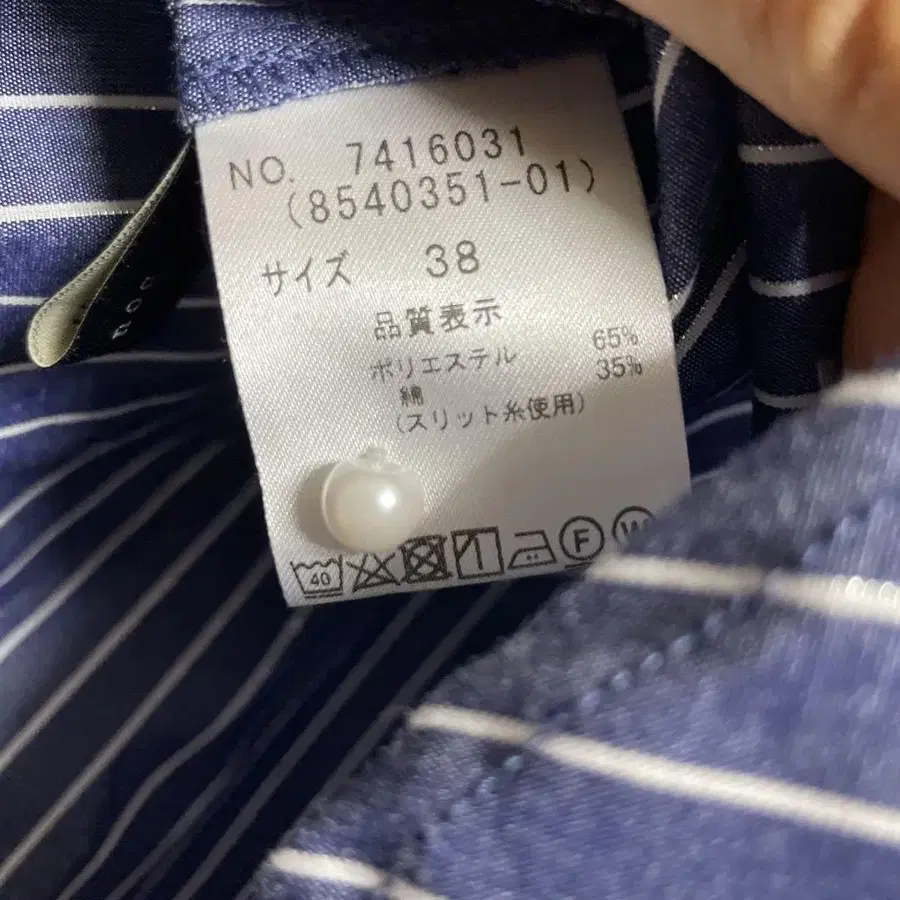 NO. 7416031
(8540351-01)
サイズ 38
品質表示
ポリエステル 65%
綿 35%
(スリット糸使用)
40
F
W